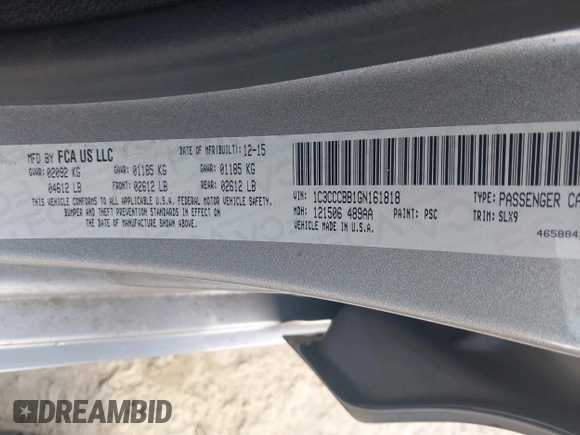 MFD BY FCA US LLC
DATE OF MFR(BUILT): 12-15
GVWR: 02092 KG GAWR: 01185 KG GAWR: 01185 KG
04612 LB FRONT: 02612 LB REAR: 02612 LB
THIS VEHICLE CONFORMS TO ALL APPLICABLE U.S.A. FEDERAL MOTOR VEHICLE SAFETY,
BUMPER AND THEFT PREVENTION STANDARDS IN EFFECT ON
THE DATE OF MANUFACTURE SHOWN ABOVE.
VIN: 1C3CCCBB1GN161818 TYPE: PASSENGER CA
MDH: 121506 489AA PAINT: PSC TRIM: SLX9
VEHICLE MADE IN U.S.A.
DREAMBID